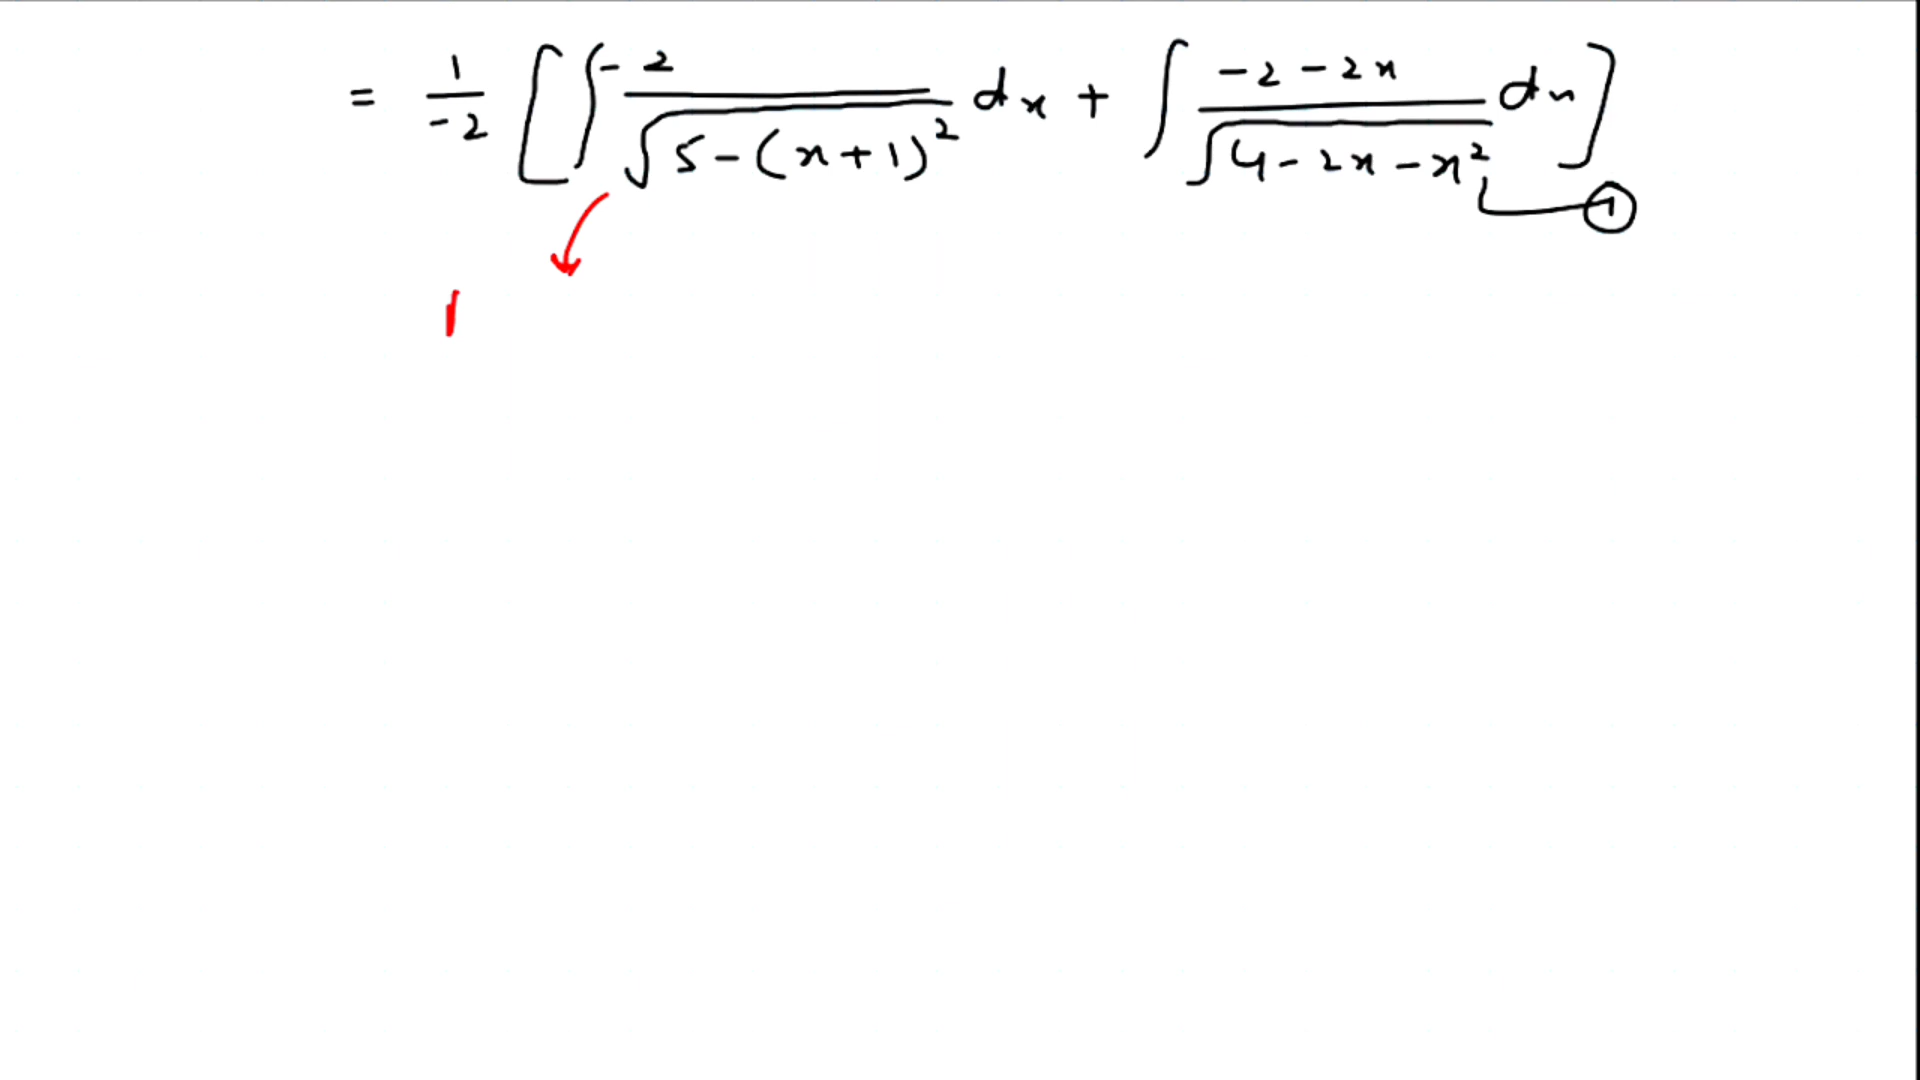 = 1/-2 [ ∫ -2/√(5-(x+1)²) dx + ∫ -2-2x/√(4-2x-x²) dx ]
①